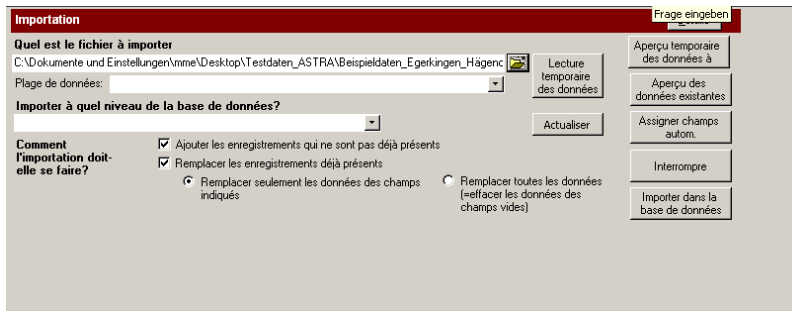 Frage eingeben
Importation
Quel est le fichier à importer
C:\Dokumente und Einstellungen\mme\Desktop\Testdaten_ASTRA\Beispieldaten_Egerkingen_Hägenc
Lecture
temporaire
des données
Aperçu temporaire
des données à
Plage de données:
Aperçu des
données existantes
Importer à quel niveau de la base de données?
Actualiser
Assigner champs
autom.
Comment
l'importation doit-
elle se faire?
Ajouter les enregistrements qui ne sont pas déjà présents
Remplacer les enregistrements déjà présents
Remplacer seulement les données des champs
indiqués
Remplacer toutes les données
(=effacer les données des
champs vides)
Interrompre
Importer dans la
base de données